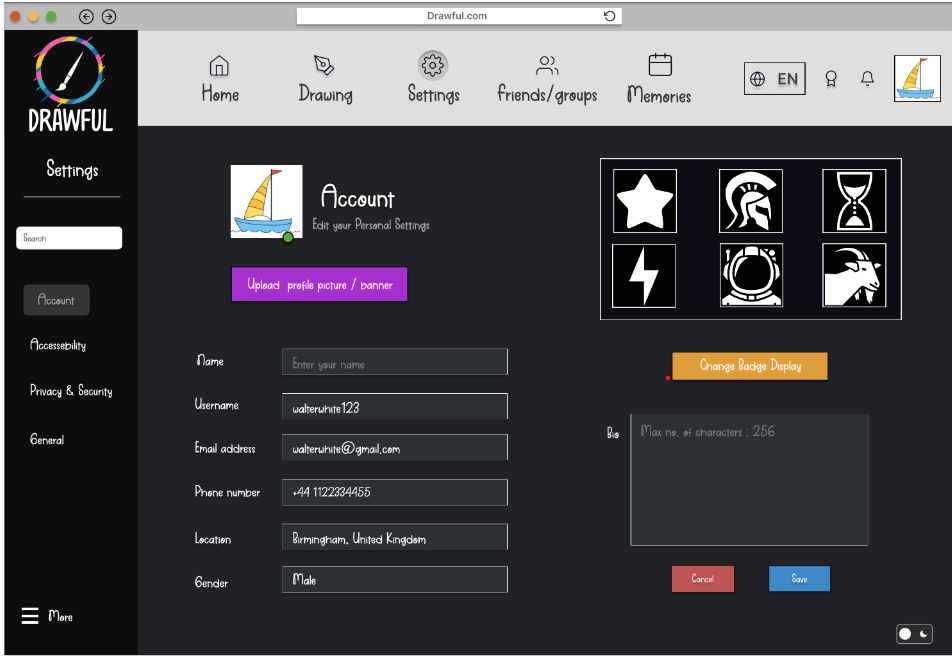 Drawful.com
DRAWFUL
Home
Drawing
Settings
friends/groups
Memories
EN
Settings
Search
Account
Accessebility
Privacy & Security
General
More
Account
Edit your Personal Settings
Upload profile picture / banner
Name
Enter your name
Username
walterwhite123
Email address
walterwhite@gmail.com
Phone number
+44 1122334455
Location
Birmingham, United Kingdom
Gender
Male
Change Badge Display
Bio
Max no. of characters : 256
Cancel
Save